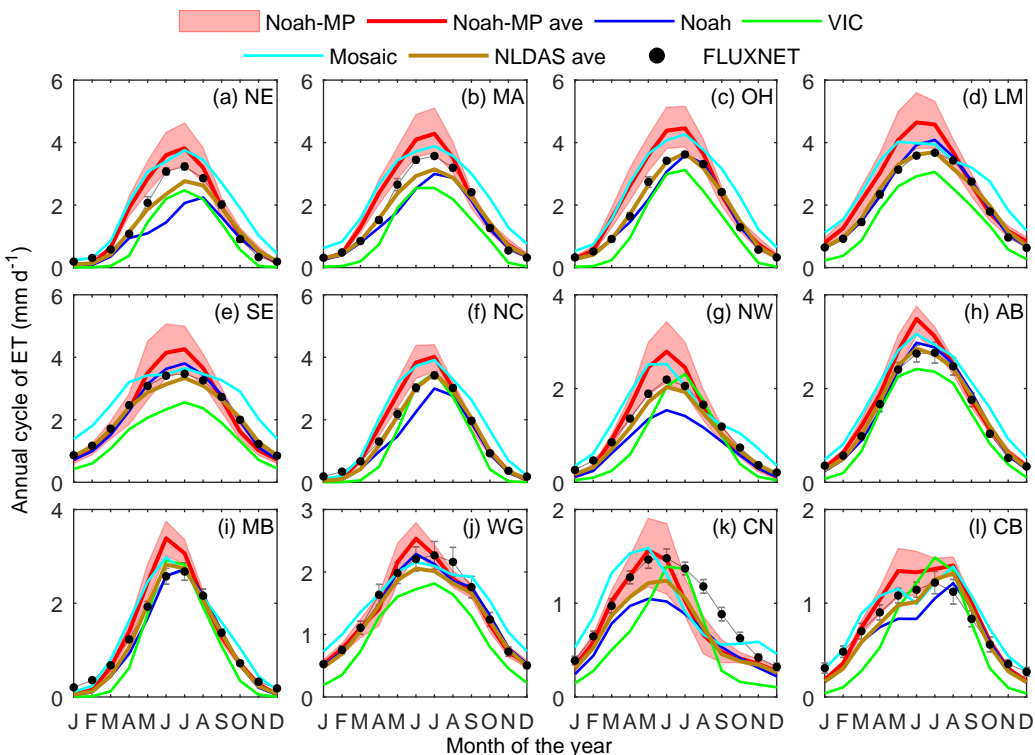 Noah-MP Noah-MP ave Noah VIC
Mosaic NLDAS ave FLUXNET
Annual cycle of ET (mm d-1)
(a) NE
6
4
2
0
(b) MA
6
4
2
0
(c) OH
6
4
2
0
(d) LM
6
4
2
0
(e) SE
6
4
2
0
(f) NC
6
4
2
0
(g) NW
4
2
0
(h) AB
4
2
0
(i) MB
4
2
0
J F M A M J J A S O N D
(j) WG
3
2
1
0
J F M A M J J A S O N D
(k) CN
2
1
0
J F M A M J J A S O N D
(l) CB
2
1
0
J F M A M J J A S O N D
Month of the year